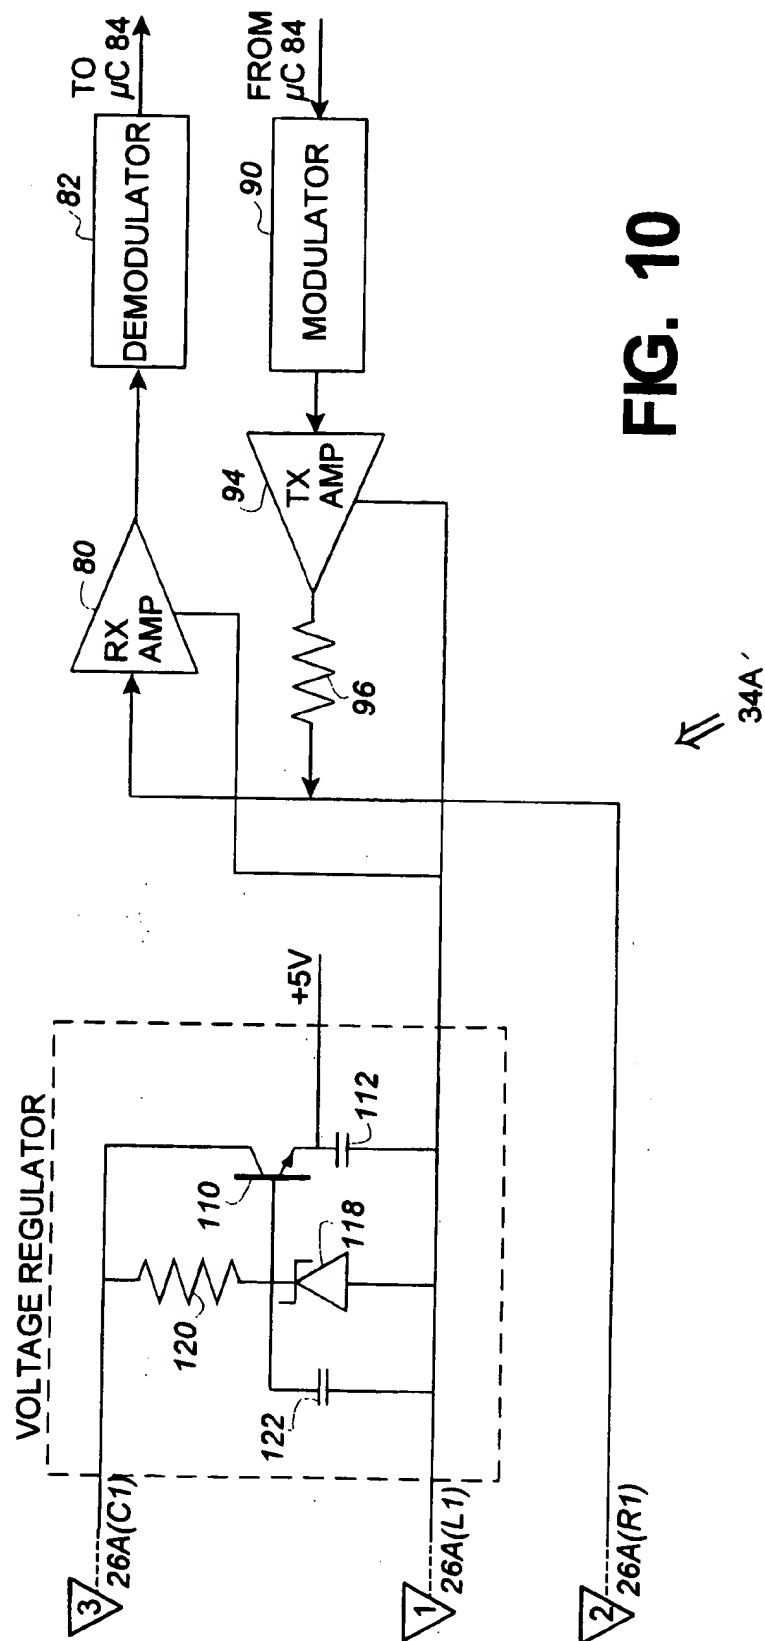 VOLTAGE REGULATOR
3
26A(C1)
120
110
122
118
112
+5V
1
26A(L1)
2
26A(R1)
RX
AMP
80
DEMODULATOR
82
TO
µC 84
96
TX
AMP
94
MODULATOR
90
FROM
µC 84
34A´
FIG. 10